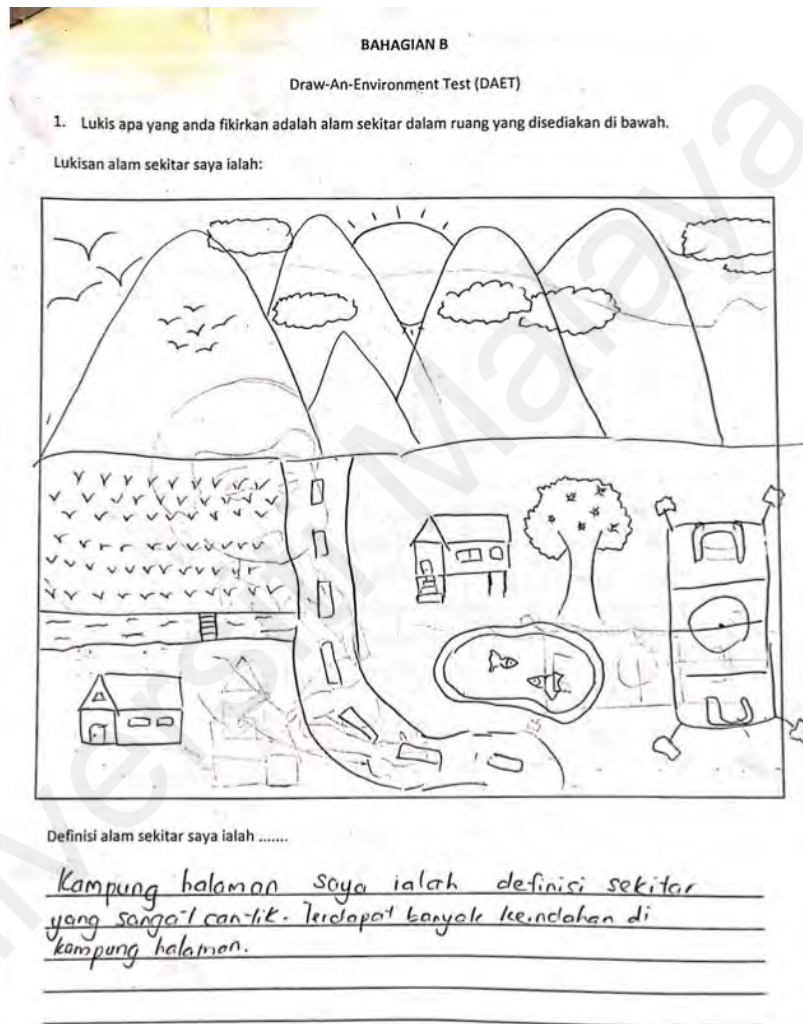 BAHAGIAN B
Draw-An-Environment Test (DAET)
1. Lukis apa yang anda fikirkan adalah alam sekitar dalam ruang yang disediakan di bawah.
Lukisan alam sekitar saya ialah:
Definisi alam sekitar saya ialah .......
Kampung halaman saya ialah definisi sekitar
yang sangat cantik. Terdapat banyak keindahan di
kampung halaman.